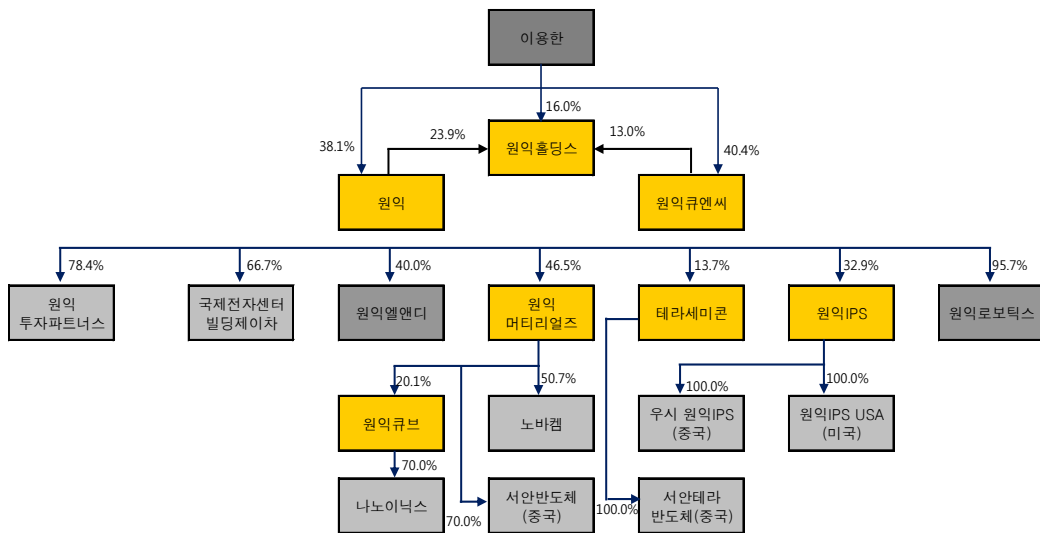 이용한
16.0%
23.9%
13.0%
38.1%
원익홀딩스
40.4%
원익
원익큐엔씨
78.4%
66.7%
40.0%
46.5%
13.7%
32.9%
95.7%
원익
투자파트너스
국제전자센터
빌딩제이차
원익엘앤디
원익
머티리얼즈
테라세미콘
원익IPS
원익로보틱스
20.1%
50.7%
100.0%
100.0%
원익큐브
노바켐
우시 원익IPS
(중국)
원익IPS USA
(미국)
70.0%
나노이닉스
70.0%
서안반도체
(중국)
100.0%
서안테라
반도체(중국)